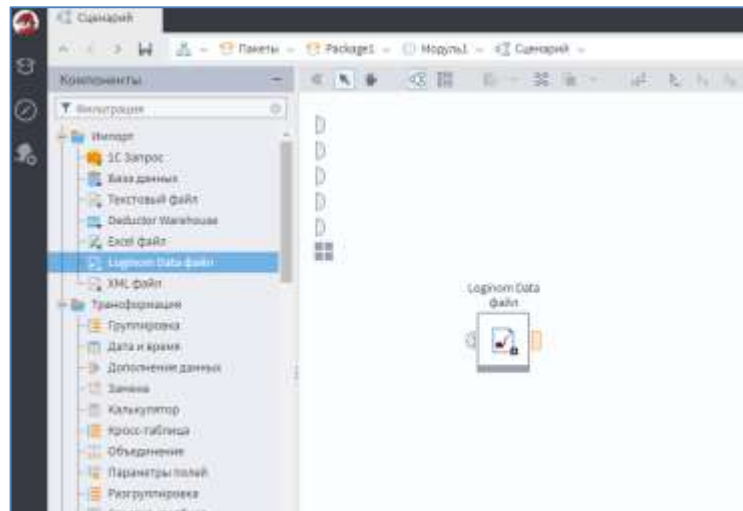 Сценарий
Пакеты Package1 Модуль1 Сценарий
Компоненты
Фильтрация
Импорт
1С Запрос
База данных
Текстовый файл
Deductor Warehouse
Excel файл
Loginom Data файл
XML файл
Трансформация
Группировка
Дата и время
Дополнение данных
Замена
Калькулятор
Кросс-таблица
Объединение
Параметры полей
Разгруппировка
Loginom Data
файл